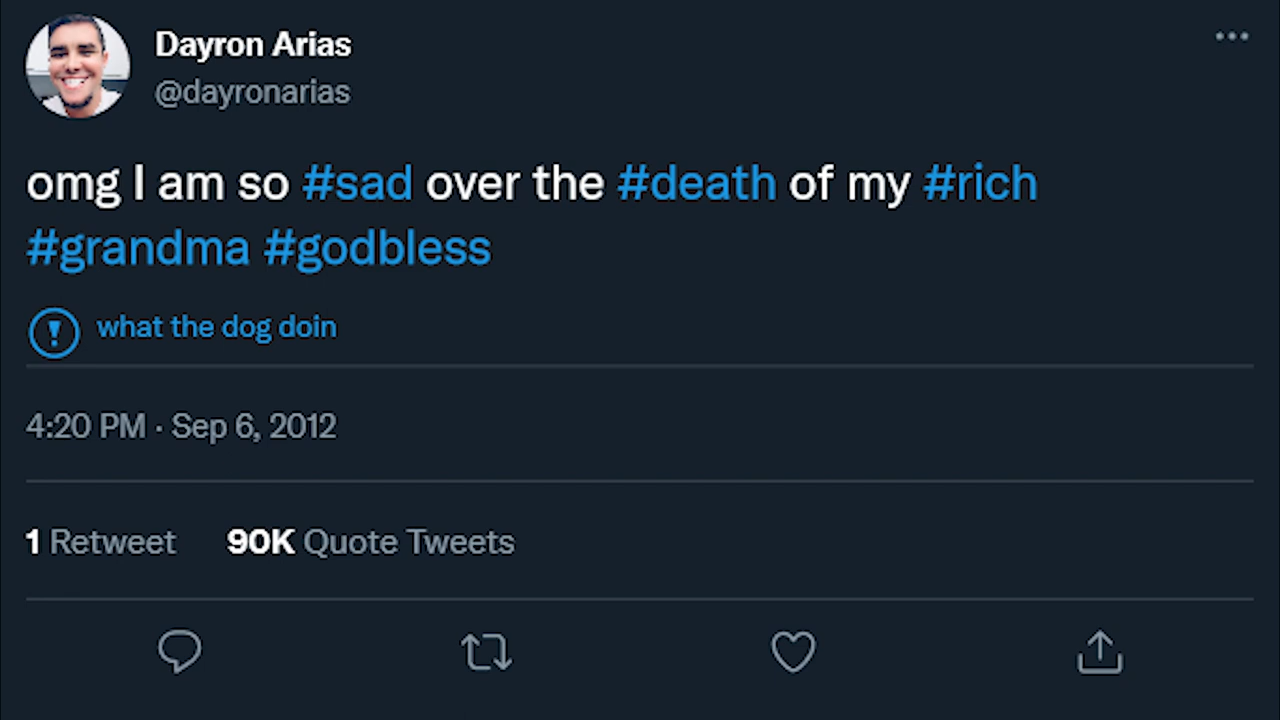 Dayron Arias
@dayronarias
omg I am so #sad over the #death of my #rich
#grandma #godbless
what the dog doin
4:20 PM · Sep 6, 2012
1 Retweet 90K Quote Tweets